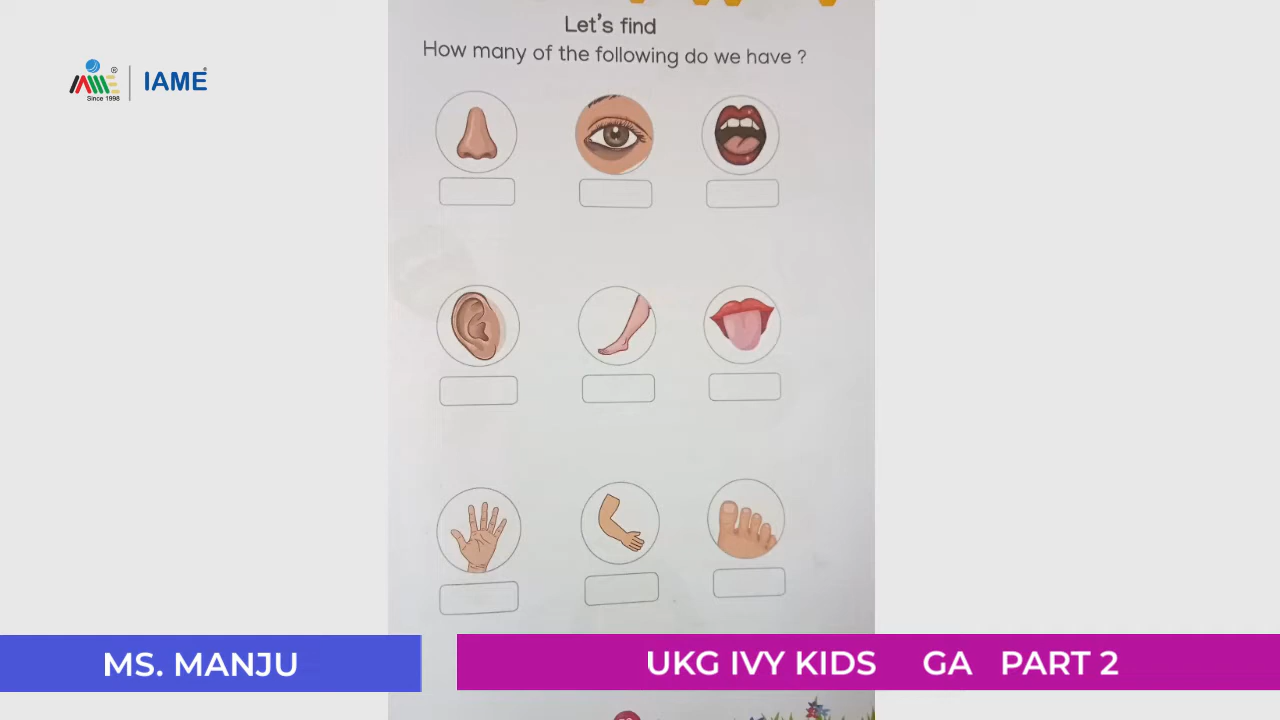 Let's find
How many of the following do we have ?
Since 1998
IAME
MS. MANJU
UKG IVY KIDS GA PART 2